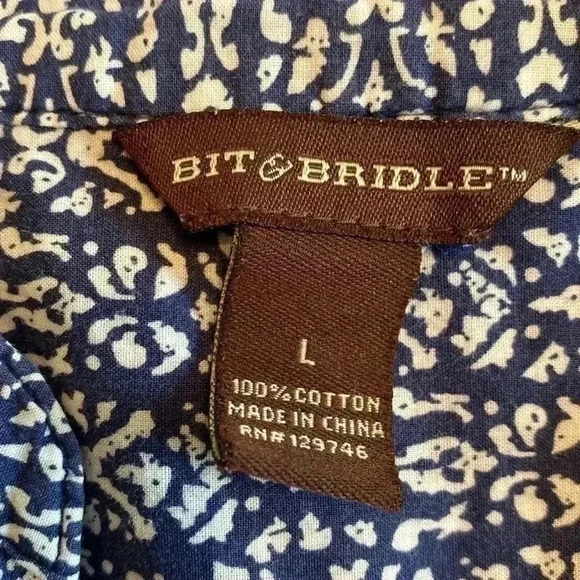 BIT & BRIDLE™
L
100% COTTON
MADE IN CHINA
RN# 129746